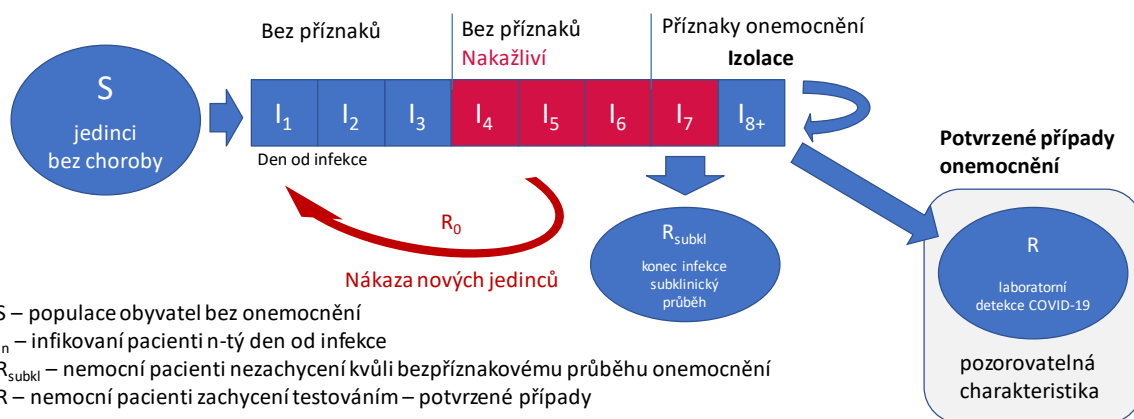 Bez příznaků
Bez příznaků
Nakažliví
Příznaky onemocnění
Izolace
S
jedinci
bez choroby
I1
I2
I3
I4
I5
I6
I7
I8+
Den od infekce
R0
Nákaza nových jedinců
Rsubkl
konec infekce
subklinický
průběh
Potvrzené případy
onemocnění
R
laboratorní
detekce COVID-19
pozorovatelná
charakteristika
S – populace obyvatel bez onemocnění
n – infikovaní pacienti n-tý den od infekce
Rsubkl – nemocní pacienti nezachycení kvůli bezpříznakovému průběhu onemocnění
R – nemocní pacienti zachycení testováním – potvrzené případy